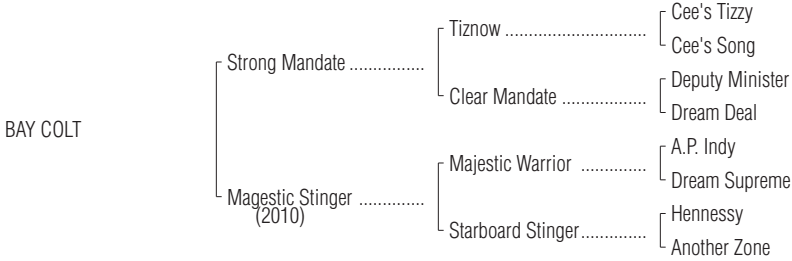 Cee's Tizzy
Tiznow ..............................
Cee's Song
Strong Mandate ................
Deputy Minister
Clear Mandate ..................
Dream Deal
BAY COLT
A.P. Indy
Majestic Warrior ..............
Dream Supreme
Magestic Stinger ..............
(2010)
Hennessy
Starboard Stinger..............
Another Zone